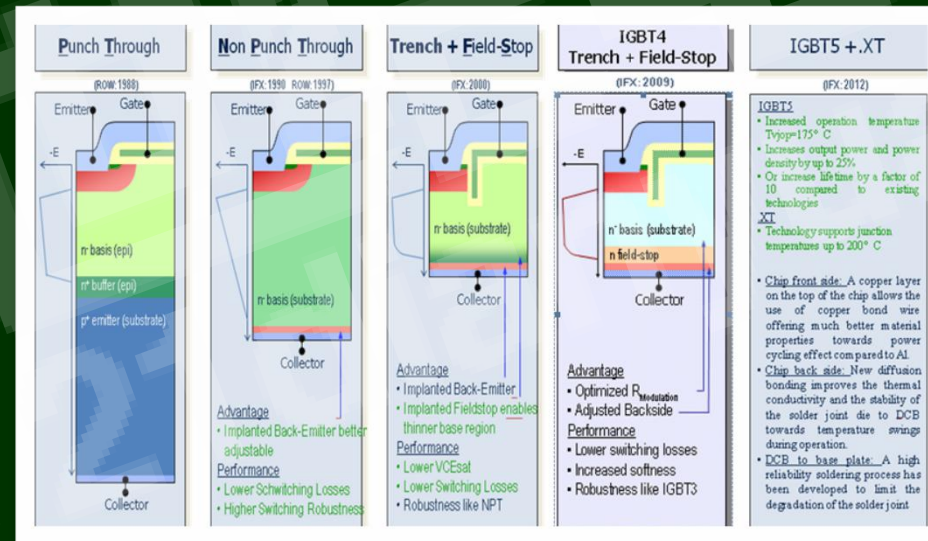 Punch Through
(ROW:1988)
Emitter
Gate
-E
n- basis (epi)
n+ buffer (epi)
p+ emitter (substrate)
Collector
Non Punch Through
(IFX:1990 ROW:1997)
Emitter
Gate
-E
n- basis (substrate)
Collector
Advantage
• Implanted Back-Emitter better
adjustable
Performance
• Lower Schwitching Losses
• Higher Switching Robustness
Trench + Field-Stop
(IFX:2000)
Emitter
Gate
-E
n- basis (substrate)
Collector
Advantage
• Implanted Back-Emitter
• Implanted Fieldstop enables
thinner base region
Performance
• Lower VCEsat
• Lower Switching Losses
• Robustness like NPT
IGBT4
Trench + Field-Stop
(IFX:2009)
Emitter
Gate
-E
n- basis (substrate)
n field-stop
Collector
Advantage
• Optimized RModulation
• Adjusted Backside
Performance
• Lower switching losses
• Increased softness
• Robustness like IGBT3
IGBT5 +.XT
(IFX:2012)
IGBT5
• Increased operation temperature
Tvjop=175° C
• Increases output power and power
density by up to 25%
• Or increase lifetime by a factor of
10 compared to existing
technologies
.XT
• Technology supports junction
temperatures up to 200° C
• Chip front side: A copper layer
on the top of the chip allows the
use of copper bond wire
offering much better material
properties towards power
cycling effect compared to Al.
• Chip back side: New diffusion
bonding improves the thermal
conductivity and the stability of
the solder joint die to DCB
towards temperature swings
during operation.
• DCB to base plate: A high
reliability soldering process has
been developed to limit the
degradation of the solder joint